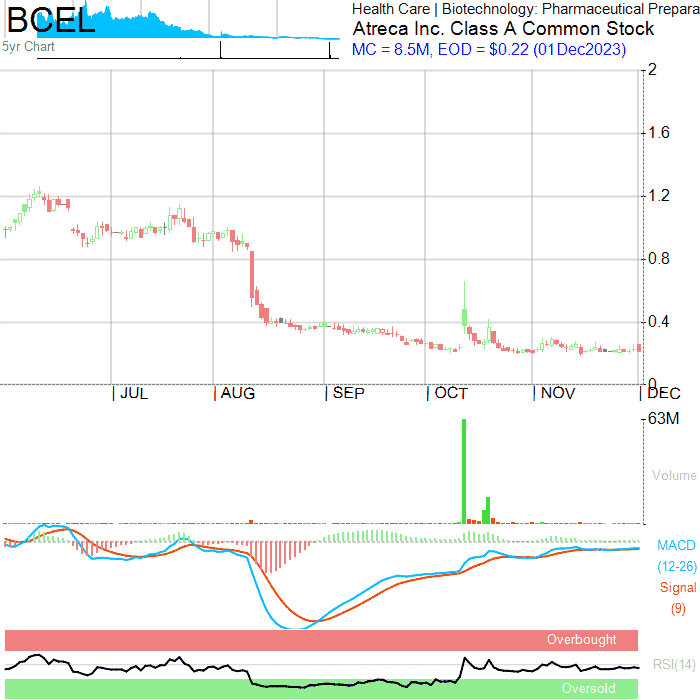 BCEL
5yr Chart
Health Care | Biotechnology: Pharmaceutical Prepara
Atreca Inc. Class A Common Stock
MC = 8.5M, EOD = $0.22 (01Dec2023)
2
1.6
1.2
0.8
0.4
0
JUL
AUG
SEP
OCT
NOV
DEC
63M
Volume
MACD
(12-26)
Signal
(9)
Overbought
RSI(14)
Oversold